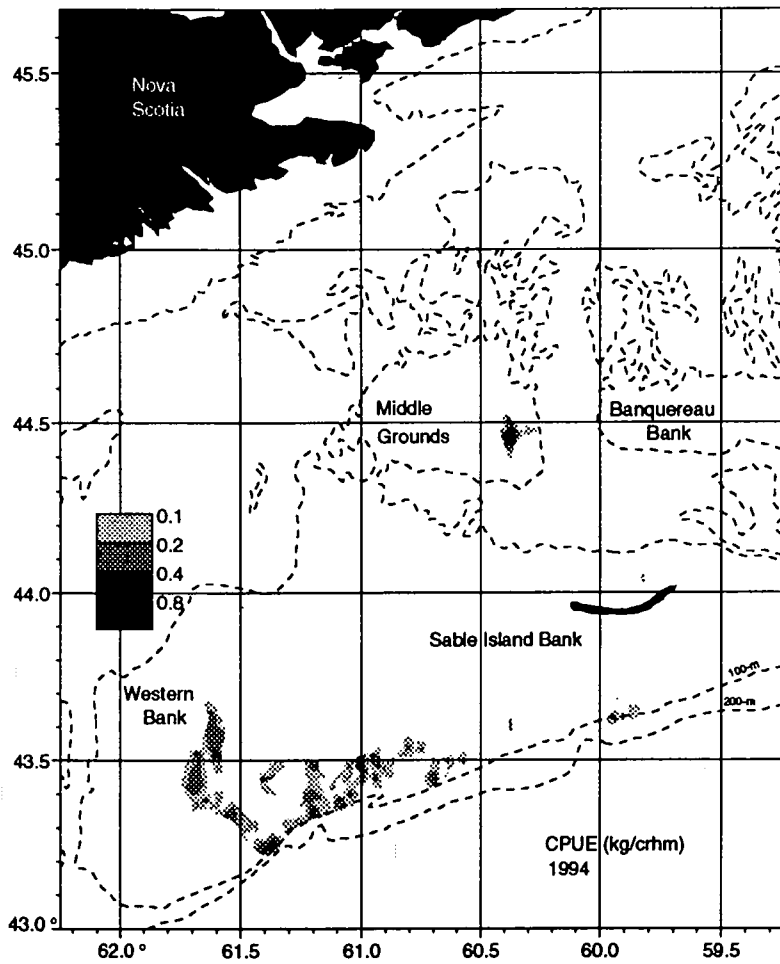 45.5
Nova
Scotia
45.0
Middle
Grounds
Banquereau
Bank
44.5
0.1
0.2
0.4
0.8
44.0
Sable Island Bank
100-m
200-m
Western
Bank
43.5
CPUE (kg/crhm)
1994
43.0 °
62.0 °
61.5
61.0
60.5
60.0
59.5